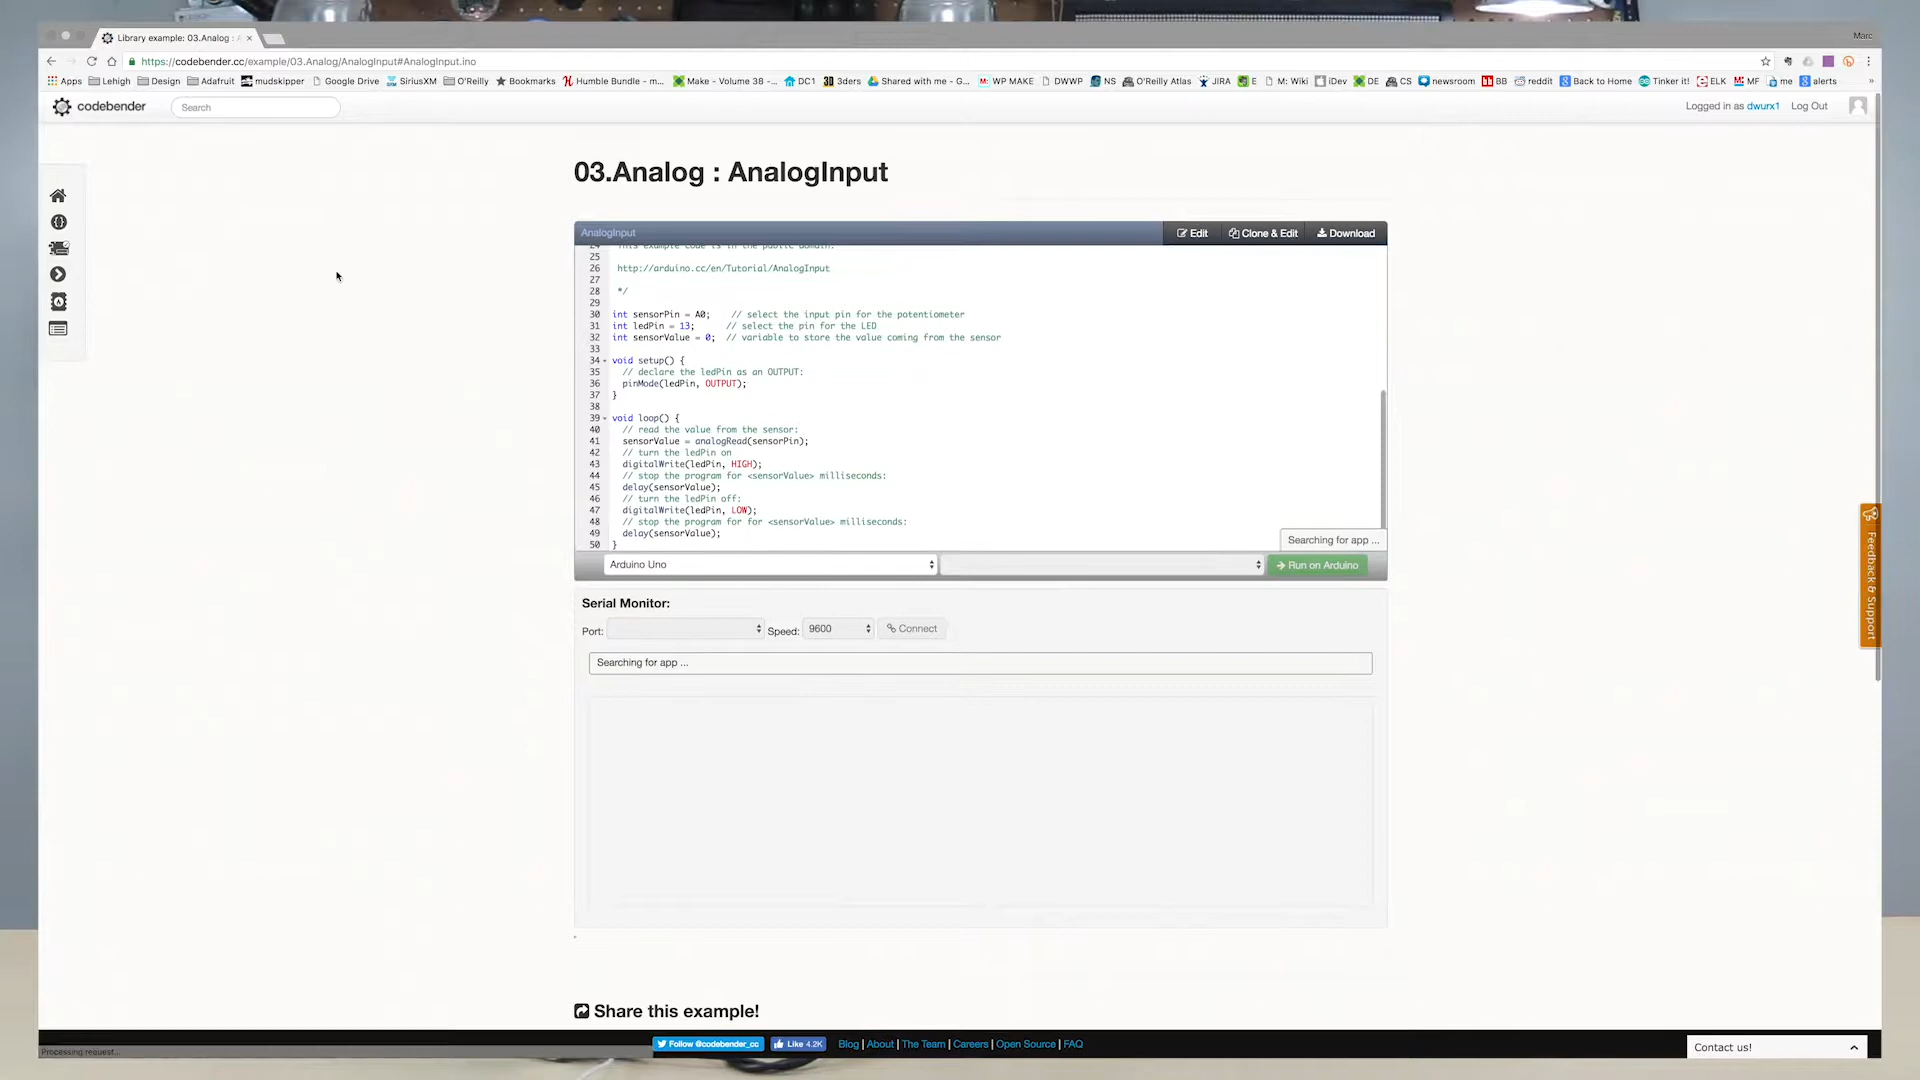 Library example: 03.Analog :
Marc
https://codebender.cc/example/03.Analog/AnalogInput#AnalogInput.ino
Apps Lehigh Design Adafruit mudskipper Google Drive SiriusXM O'Reilly Bookmarks Humble Bundle - m... Make - Volume 38 -... DC1 3ders Shared with me - G... WP MAKE DWWP NS O'Reilly Atlas JIRA E M: Wiki iDev DE CS newsroom BB reddit Back to Home Tinker it! ELK MF me alerts »
codebender Search Logged in as dwurx1 Log Out
03.Analog : AnalogInput
AnalogInput Edit Clone & Edit Download
24 This example code is in the public domain.
25
26 http://arduino.cc/en/Tutorial/AnalogInput
27
28 */
29
30 int sensorPin = A0; // select the input pin for the potentiometer
31 int ledPin = 13; // select the pin for the LED
32 int sensorValue = 0; // variable to store the value coming from the sensor
33
34 void setup() {
35 // declare the ledPin as an OUTPUT:
36 pinMode(ledPin, OUTPUT);
37 }
38
39 void loop() {
40 // read the value from the sensor:
41 sensorValue = analogRead(sensorPin);
42 // turn the ledPin on
43 digitalWrite(ledPin, HIGH);
44 // stop the program for <sensorValue> milliseconds:
45 delay(sensorValue);
46 // turn the ledPin off:
47 digitalWrite(ledPin, LOW);
48 // stop the program for for <sensorValue> milliseconds:
49 delay(sensorValue);
50 }
Searching for app ...
Arduino Uno Run on Arduino
Serial Monitor:
Port: Speed: 9600 Connect
Searching for app ...
Feedback & Support
Share this example!
Follow @codebender_cc Like 4.2K Blog | About | The Team | Careers | Open Source | FAQ
Contact us!
Processing request...